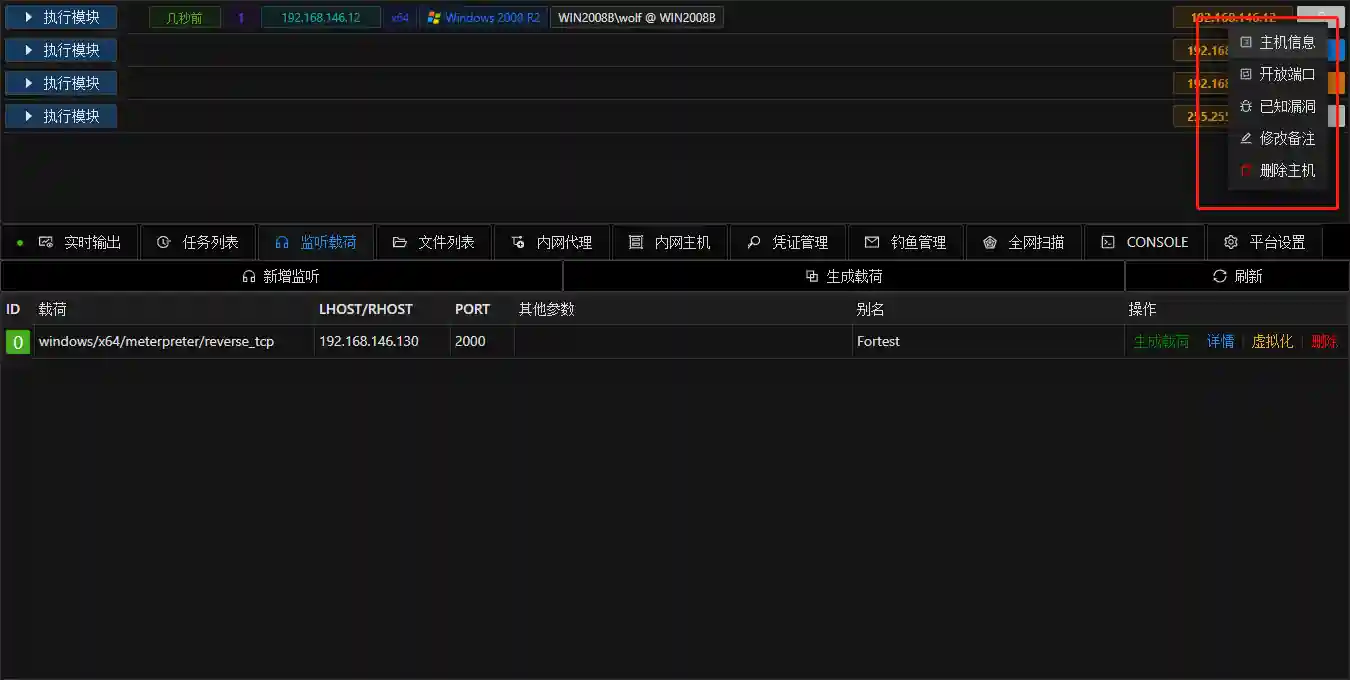 执行模块 几秒前 1 192.168.146.12 x64 Windows 2008 R2 WIN2008B\wolf @ WIN2008B 192.168.146.12
主机信息
执行模块 192.168
开放端口
执行模块 192.168
已知漏洞
执行模块 255.255
修改备注
删除主机
实时输出 任务列表 监听载荷 文件列表 内网代理 内网主机 凭证管理 钓鱼管理 全网扫描 CONSOLE 平台设置
新增监听 生成载荷 刷新
ID 载荷 LHOST/RHOST PORT 其他参数 别名 操作
0 windows/x64/meterpreter/reverse_tcp 192.168.146.130 2000 Fortest 生成载荷 详情 虚拟化 删除